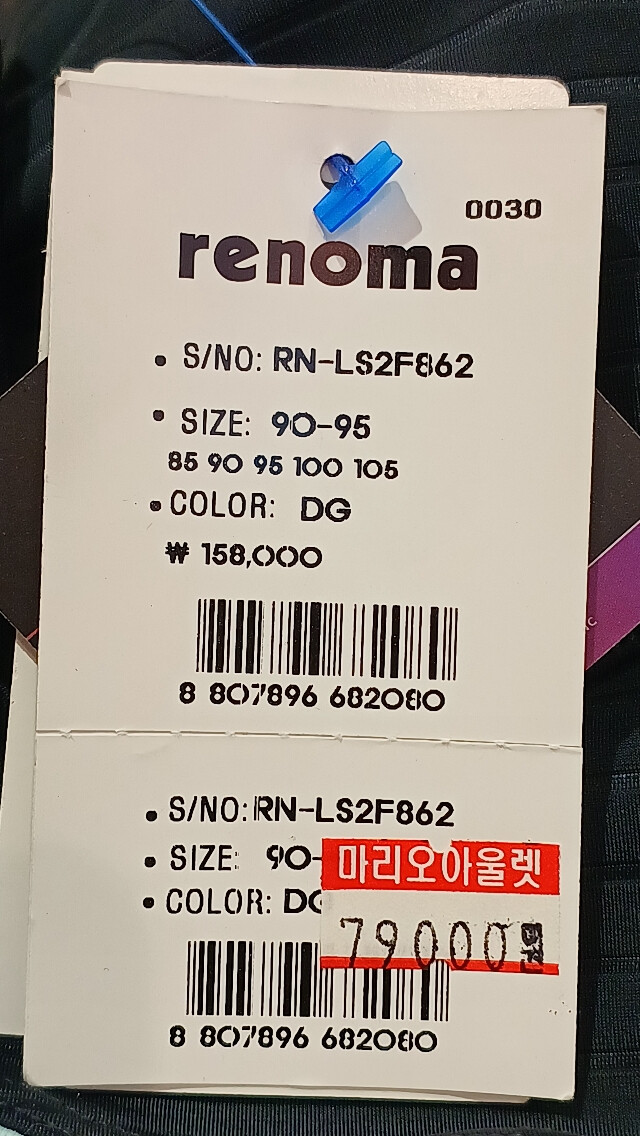 0030
renoma
• S/NO: RN-LS2F862
• SIZE: 90-95
85 90 95 100 105
• COLOR: DG
₩ 158,000
8 807896 682080
• S/NO: RN-LS2F862
• SIZE: 90-
마리오아울렛
• COLOR: DG
79000원
8 807896 682080